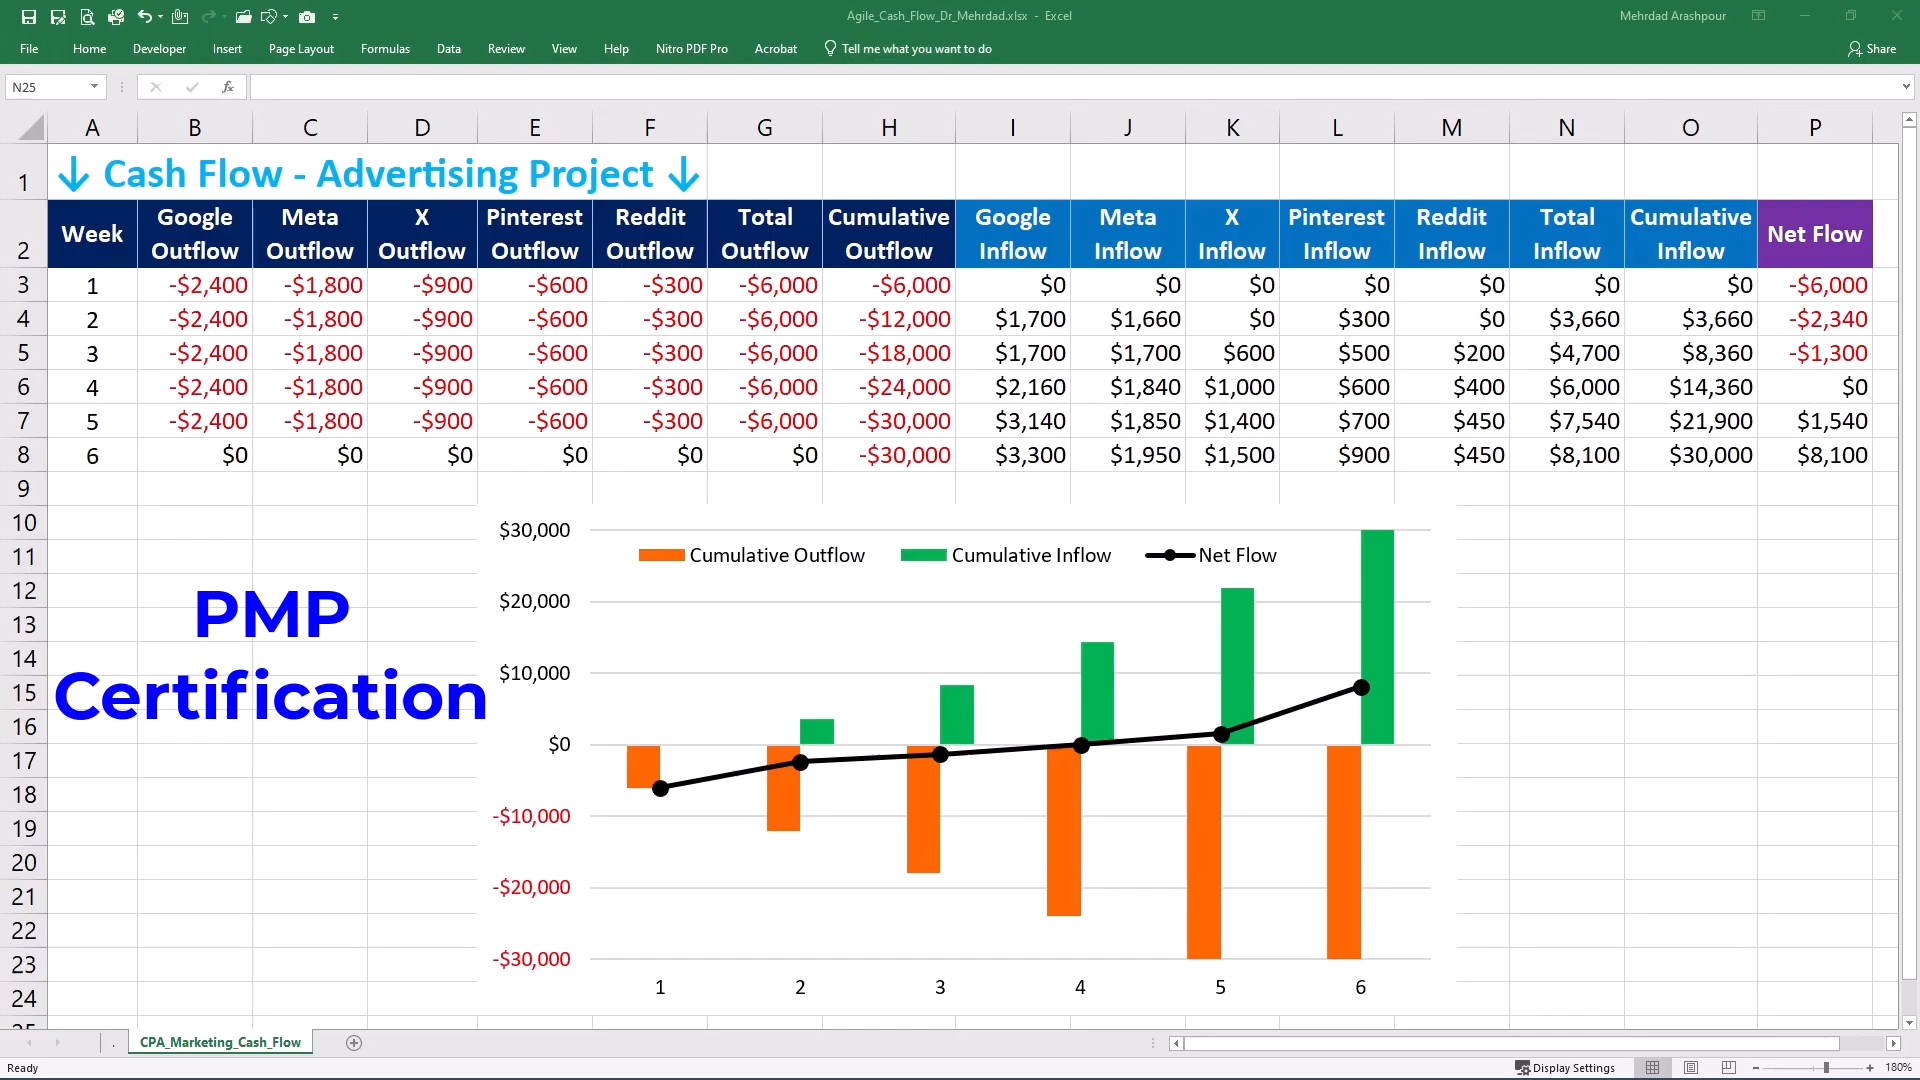 Agile_Cash_Flow_Dr_Mehrdad.xlsx - Excel
Mehrdad Arashpour
File Home Developer Insert Page Layout Formulas Data Review View Help Nitro PDF Pro Acrobat Tell me what you want to do Share
N25 fx
A B C D E F G H I J K L M N O P
1 ↓ Cash Flow - Advertising Project ↓
Week Google Meta X Pinterest Reddit Total Cumulative Google Meta X Pinterest Reddit Total Cumulative Net Flow
2 Outflow Outflow Outflow Outflow Outflow Outflow Outflow Inflow Inflow Inflow Inflow Inflow Inflow Inflow
3 1 -$2,400 -$1,800 -$900 -$600 -$300 -$6,000 -$6,000 $0 $0 $0 $0 $0 $0 $0 -$6,000
4 2 -$2,400 -$1,800 -$900 -$600 -$300 -$6,000 -$12,000 $1,700 $1,660 $0 $300 $0 $3,660 $3,660 -$2,340
5 3 -$2,400 -$1,800 -$900 -$600 -$300 -$6,000 -$18,000 $1,700 $1,700 $600 $500 $200 $4,700 $8,360 -$1,300
6 4 -$2,400 -$1,800 -$900 -$600 -$300 -$6,000 -$24,000 $2,160 $1,840 $1,000 $600 $400 $6,000 $14,360 $0
7 5 -$2,400 -$1,800 -$900 -$600 -$300 -$6,000 -$30,000 $3,140 $1,850 $1,400 $700 $450 $7,540 $21,900 $1,540
8 6 $0 $0 $0 $0 $0 $0 -$30,000 $3,300 $1,950 $1,500 $900 $450 $8,100 $30,000 $8,100
9
10
11
12
13
14
15
16
17
18
19
20
21
22
23
24
25
PMP
Certification
Cumulative Outflow Cumulative Inflow Net Flow
$30,000
$20,000
$10,000
$0
-$10,000
-$20,000
-$30,000
1 2 3 4 5 6
. CPA_Marketing_Cash_Flow
Ready Display Settings 180%